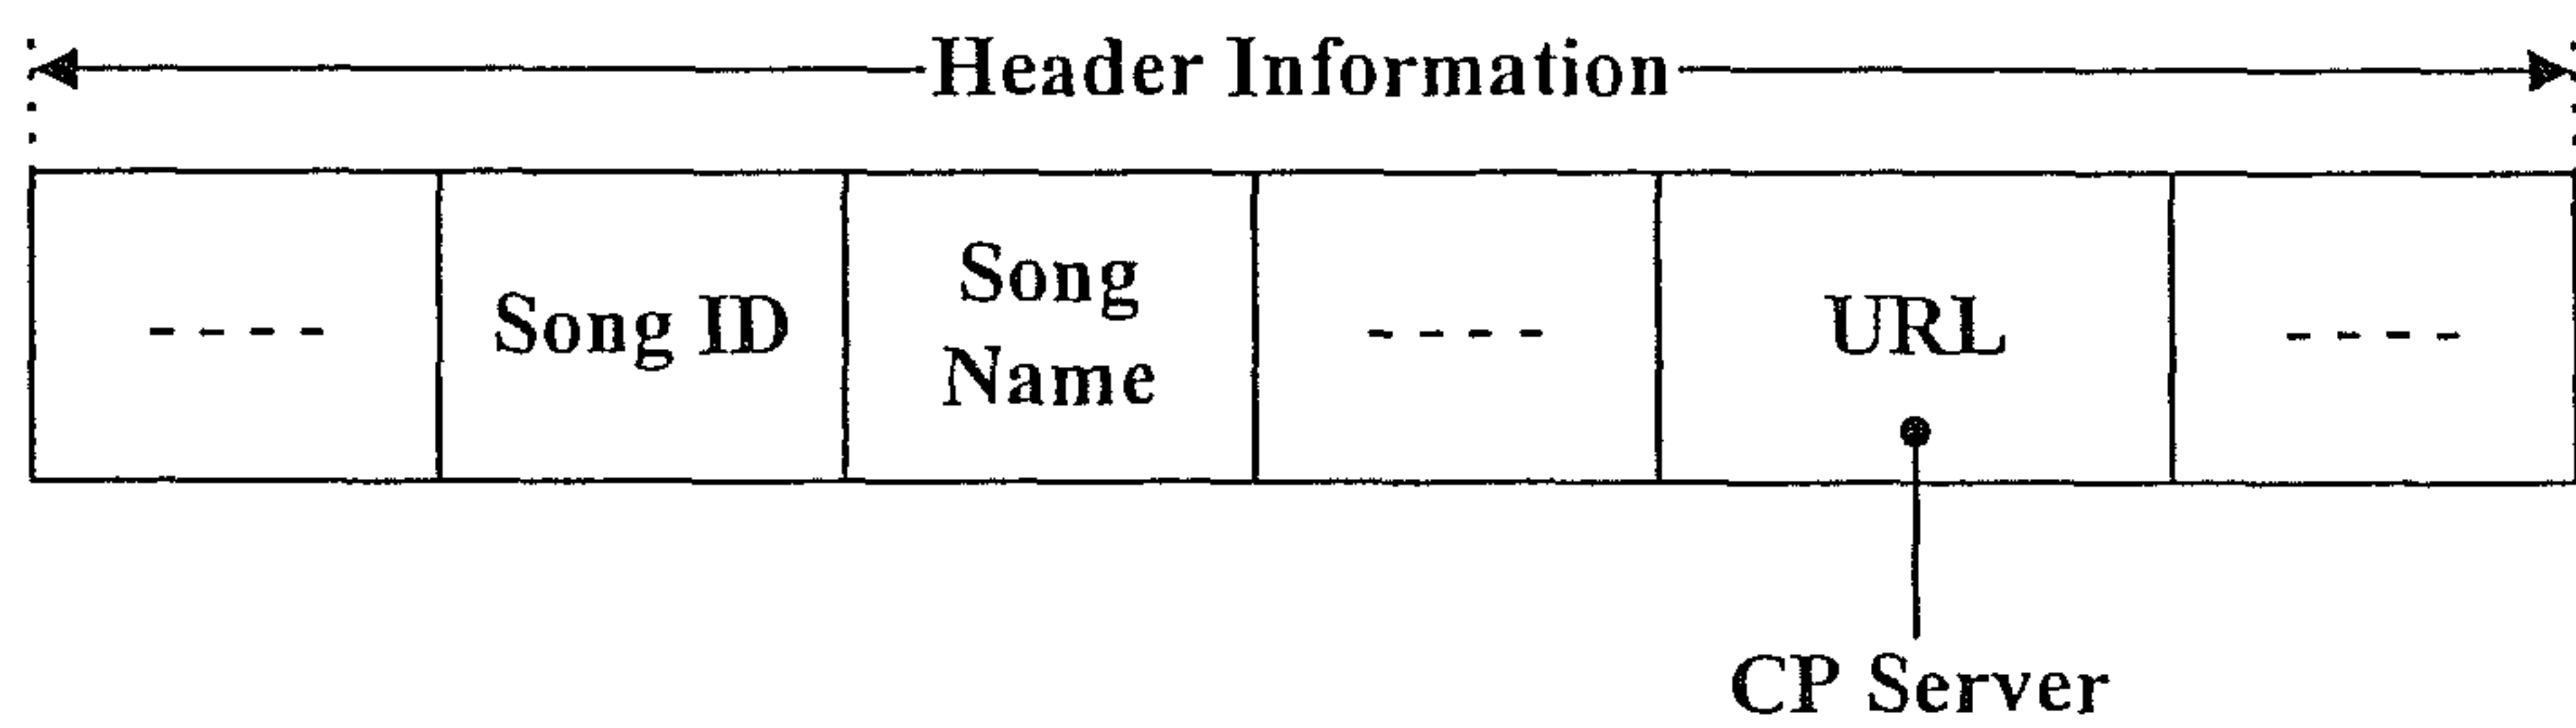 Header Information
---- Song ID Song Name ---- URL ----
CP Server